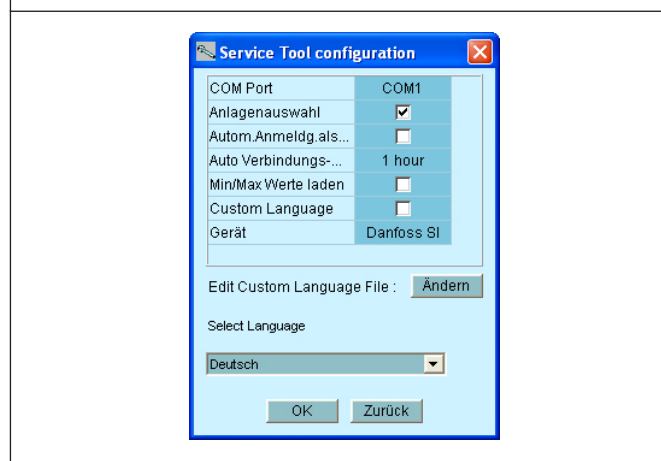 Service Tool configuration
COM Port COM1
Anlagenauswahl
Autom.Anmeldg.als...
Auto Verbindungs-... 1 hour
Min/Max Werte laden
Custom Language
Gerät Danfoss SI
Edit Custom Language File : Ändern
Select Language
Deutsch
OK Zurück